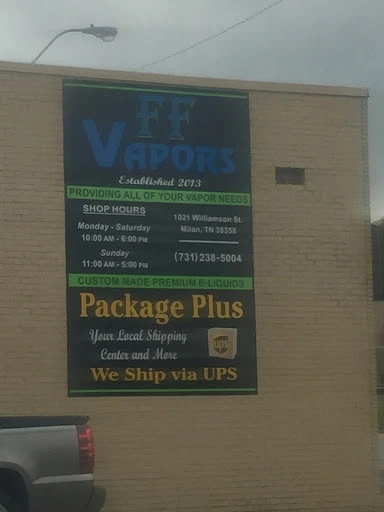 FF
VAPORS
Established 2013
PROVIDING ALL OF YOUR VAPOR NEEDS
SHOP HOURS
Monday - Saturday
10:00 AM - 6:00 PM
Sunday
11:00 AM - 5:00 PM
1021 Williamson St.
Milan, TN 38358
(731) 238-5004
CUSTOM MADE PREMIUM E-LIQUIDS
Package Plus
Your Local Shipping
Center and More
ups
We Ship via UPS